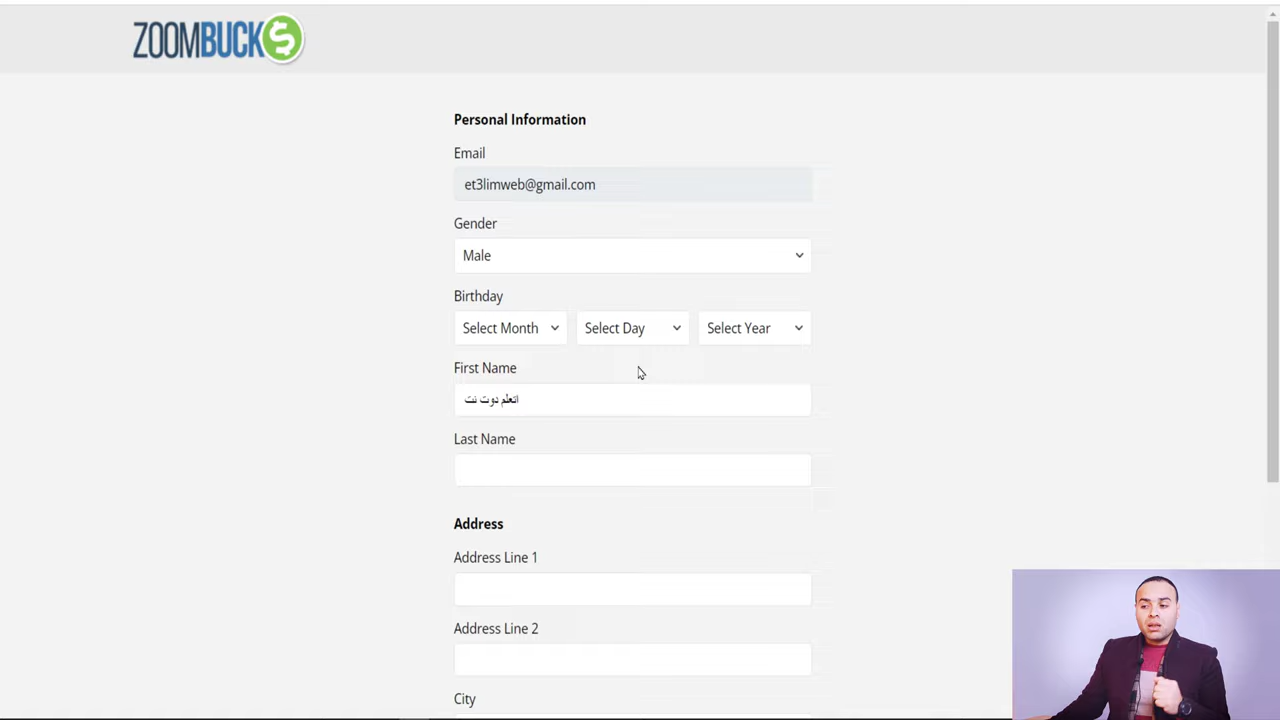 ZOOMBUCK$
Personal Information
Email
et3limweb@gmail.com
Gender
Male
Birthday
Select Month
Select Day
Select Year
First Name
اتعلم دوت نت
Last Name
Address
Address Line 1
Address Line 2
City